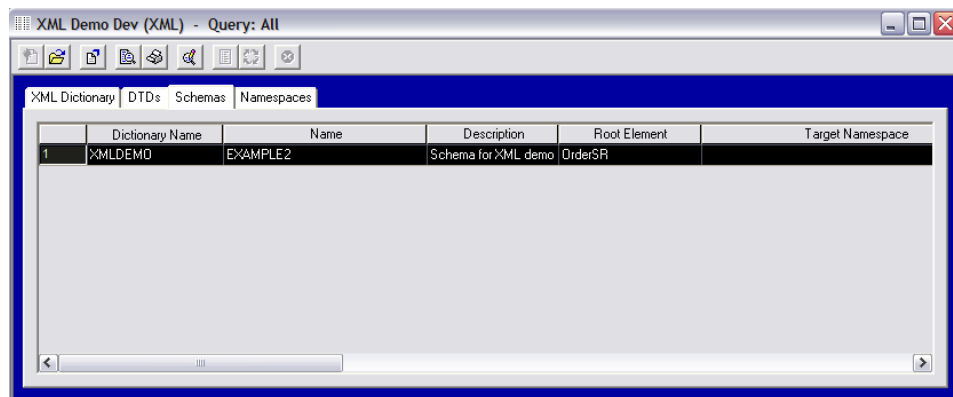 XML Demo Dev (XML) - Query: All
XML Dictionary DTDs Schemas Namespaces
Dictionary Name Name Description Root Element Target Namespace
1 XMLDEMO EXAMPLE2 Schema for XML demo OrderSR